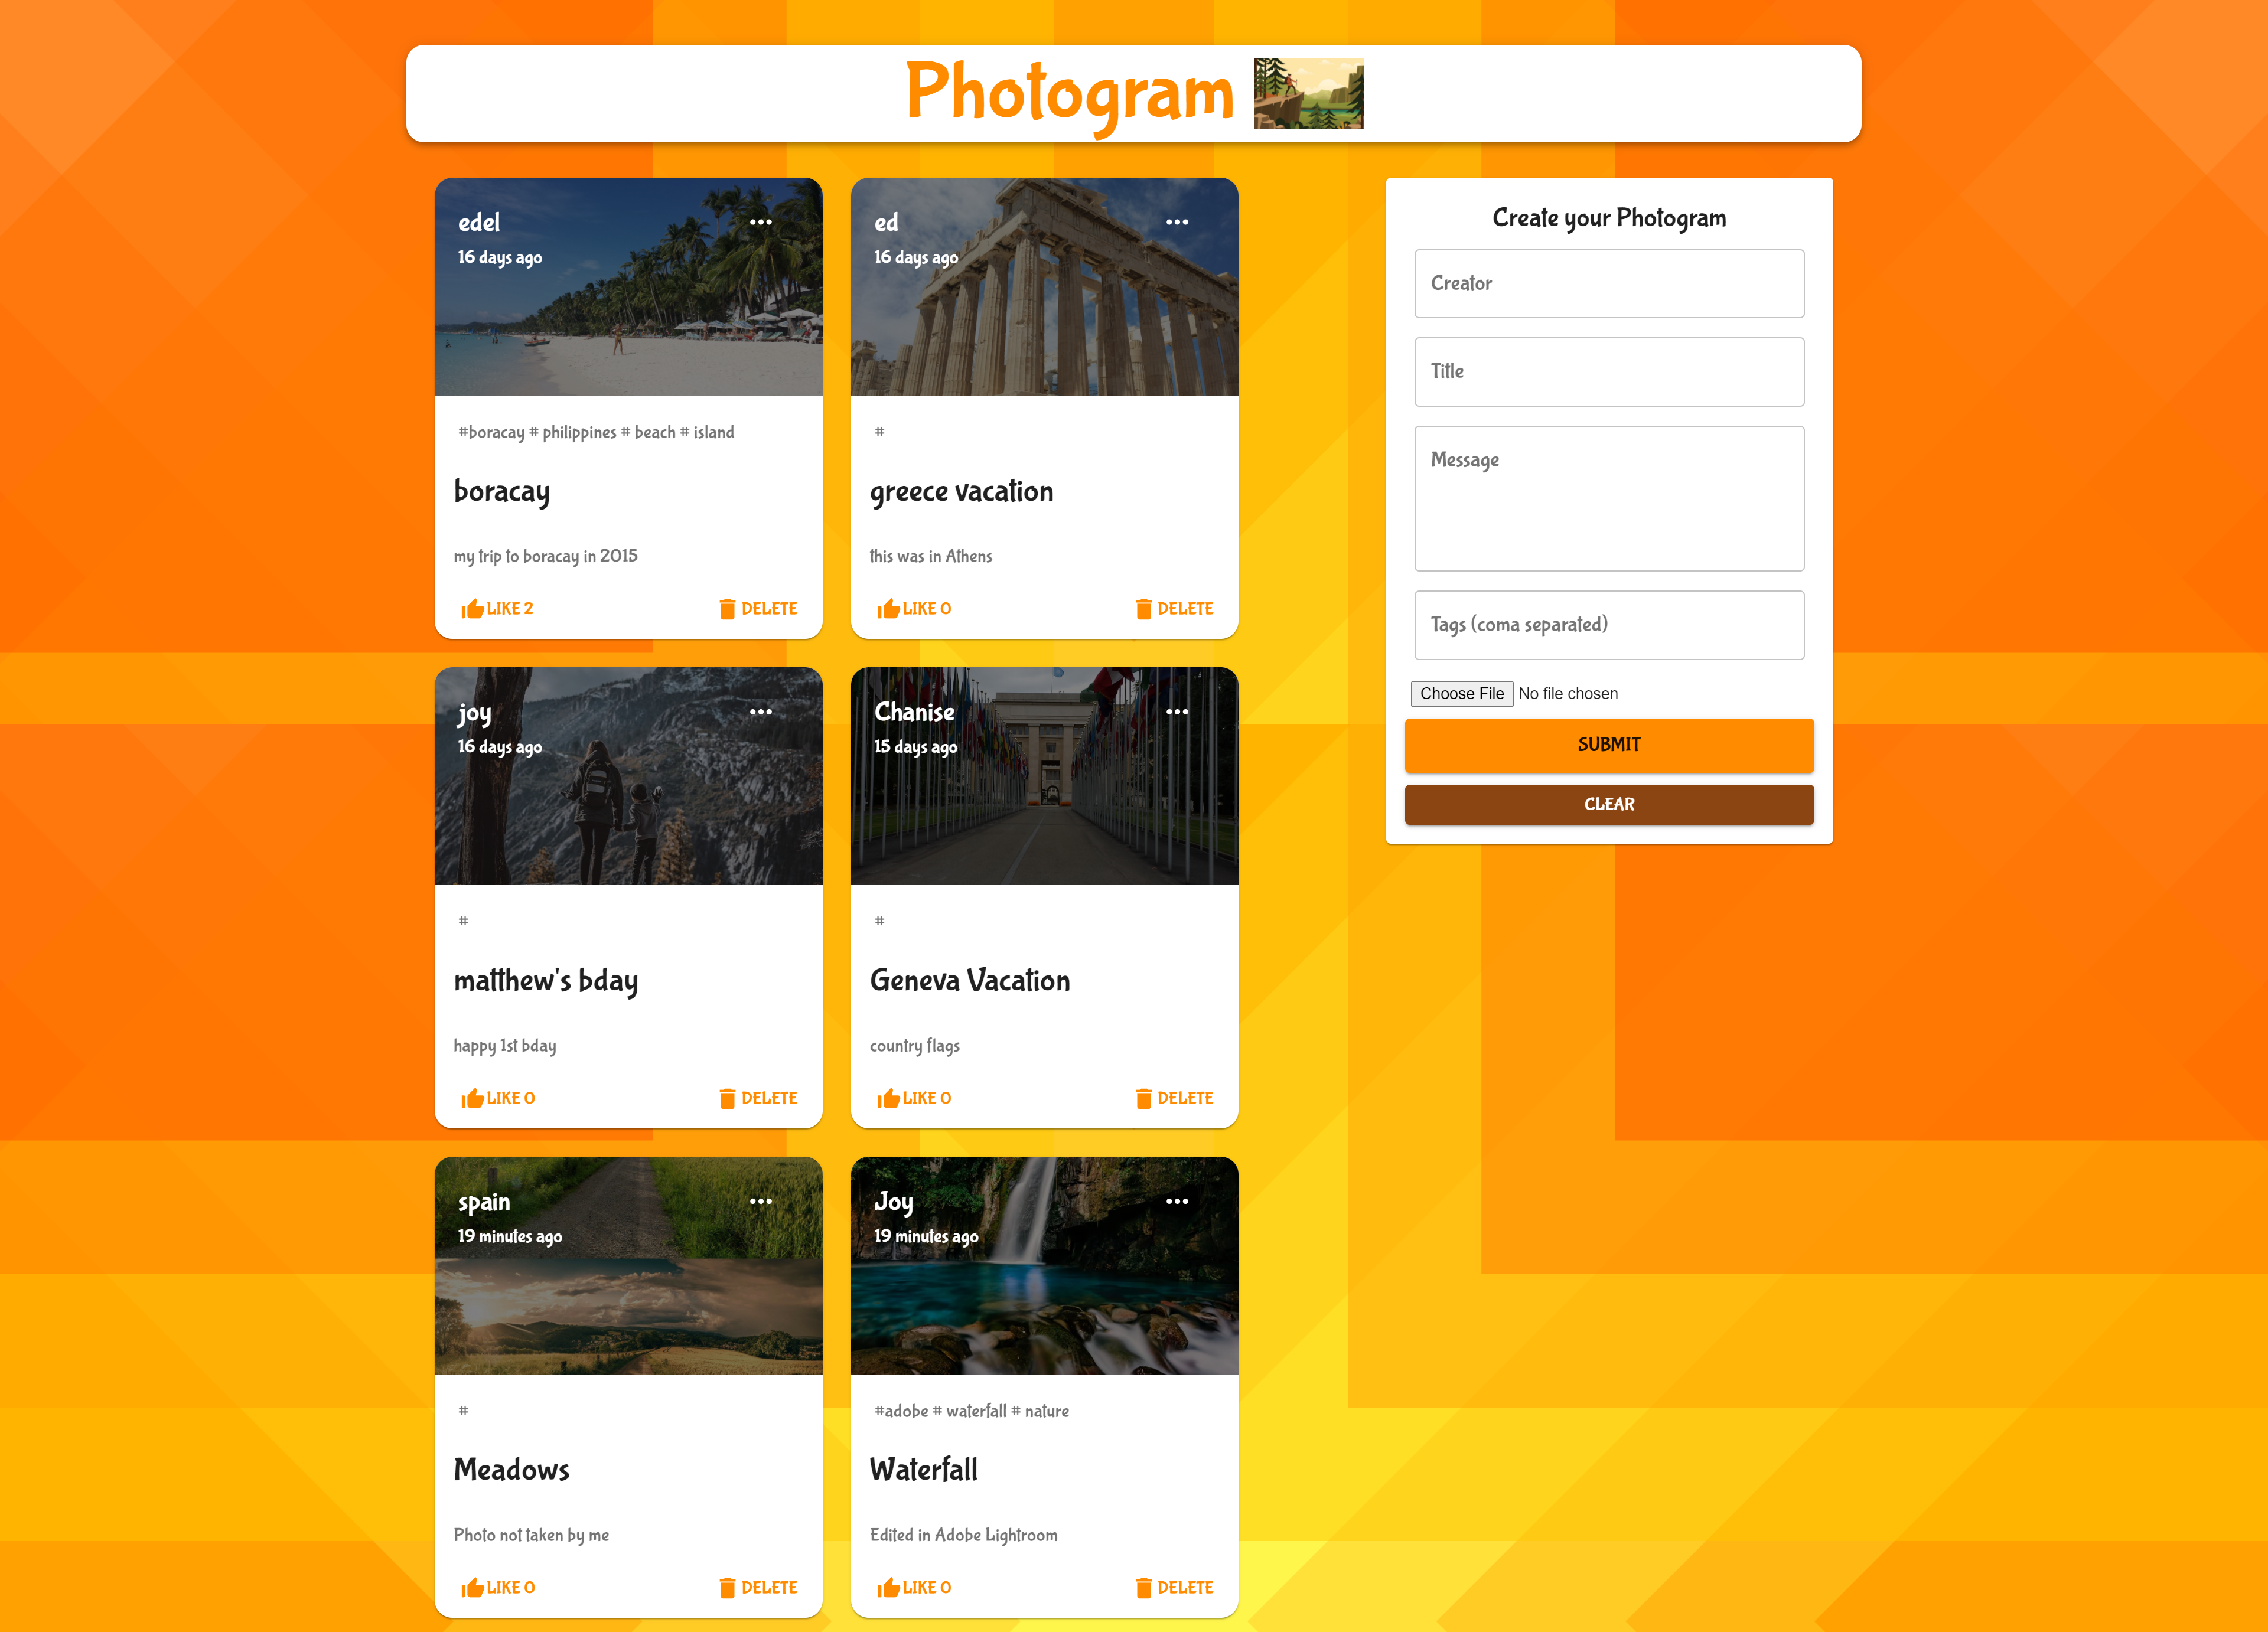 Photogram
edel
16 days ago
#boracay # philippines # beach # island
boracay
my trip to boracay in 2015
LIKE 2
DELETE
ed
16 days ago
#
greece vacation
this was in Athens
LIKE 0
DELETE
joy
16 days ago
#
matthew's bday
happy 1st bday
LIKE 0
DELETE
Chanise
15 days ago
#
Geneva Vacation
country flags
LIKE 0
DELETE
spain
19 minutes ago
#
Meadows
Photo not taken by me
LIKE 0
DELETE
Joy
19 minutes ago
#adobe # waterfall # nature
Waterfall
Edited in Adobe Lightroom
LIKE 0
DELETE
Create your Photogram
Creator
Title
Message
Tags (coma separated)
Choose File No file chosen
SUBMIT
CLEAR